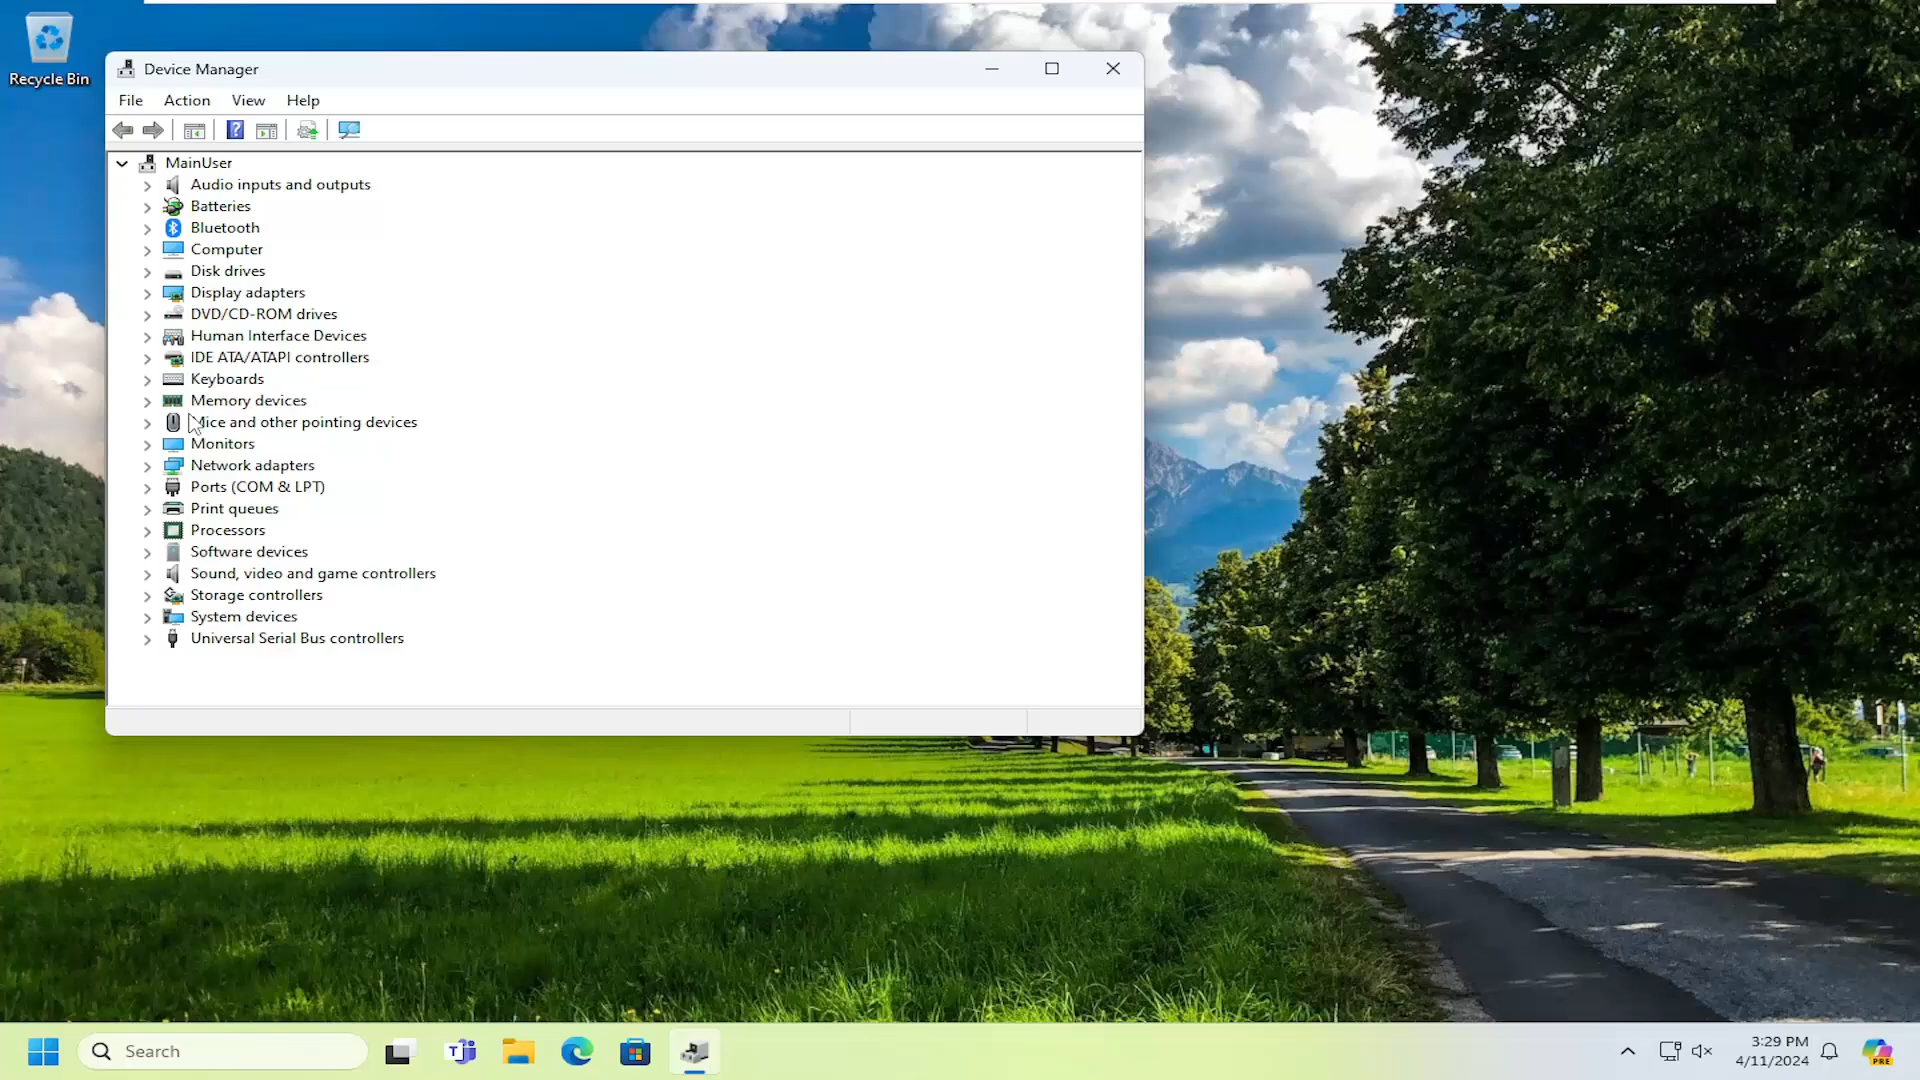 Recycle Bin
Device Manager
File Action View Help
MainUser
Audio inputs and outputs
Batteries
Bluetooth
Computer
Disk drives
Display adapters
DVD/CD-ROM drives
Human Interface Devices
IDE ATA/ATAPI controllers
Keyboards
Memory devices
Mice and other pointing devices
Monitors
Network adapters
Ports (COM & LPT)
Print queues
Processors
Software devices
Sound, video and game controllers
Storage controllers
System devices
Universal Serial Bus controllers
Search
3:29 PM
4/11/2024
PRE